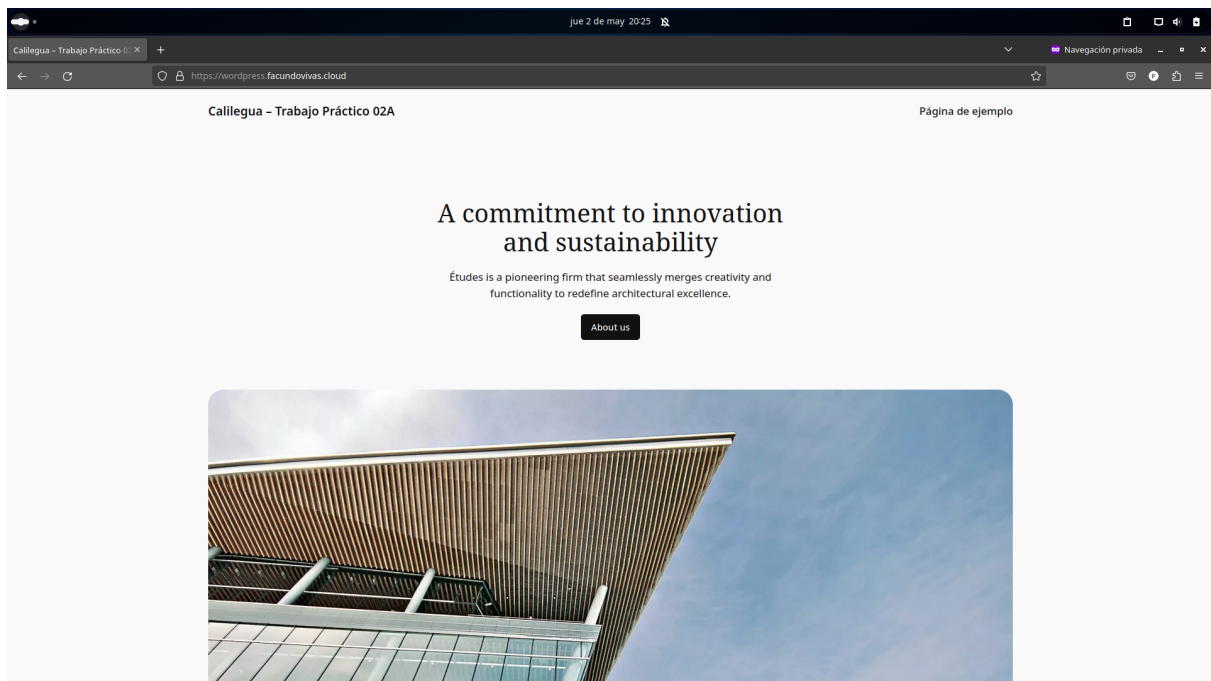 jue 2 de may 20:25
Calilegua – Trabajo Práctico 02
Navegación privada
https://wordpress.facundovivas.cloud
Calilegua – Trabajo Práctico 02A
Página de ejemplo
A commitment to innovation
and sustainability
Études is a pioneering firm that seamlessly merges creativity and
functionality to redefine architectural excellence.
About us